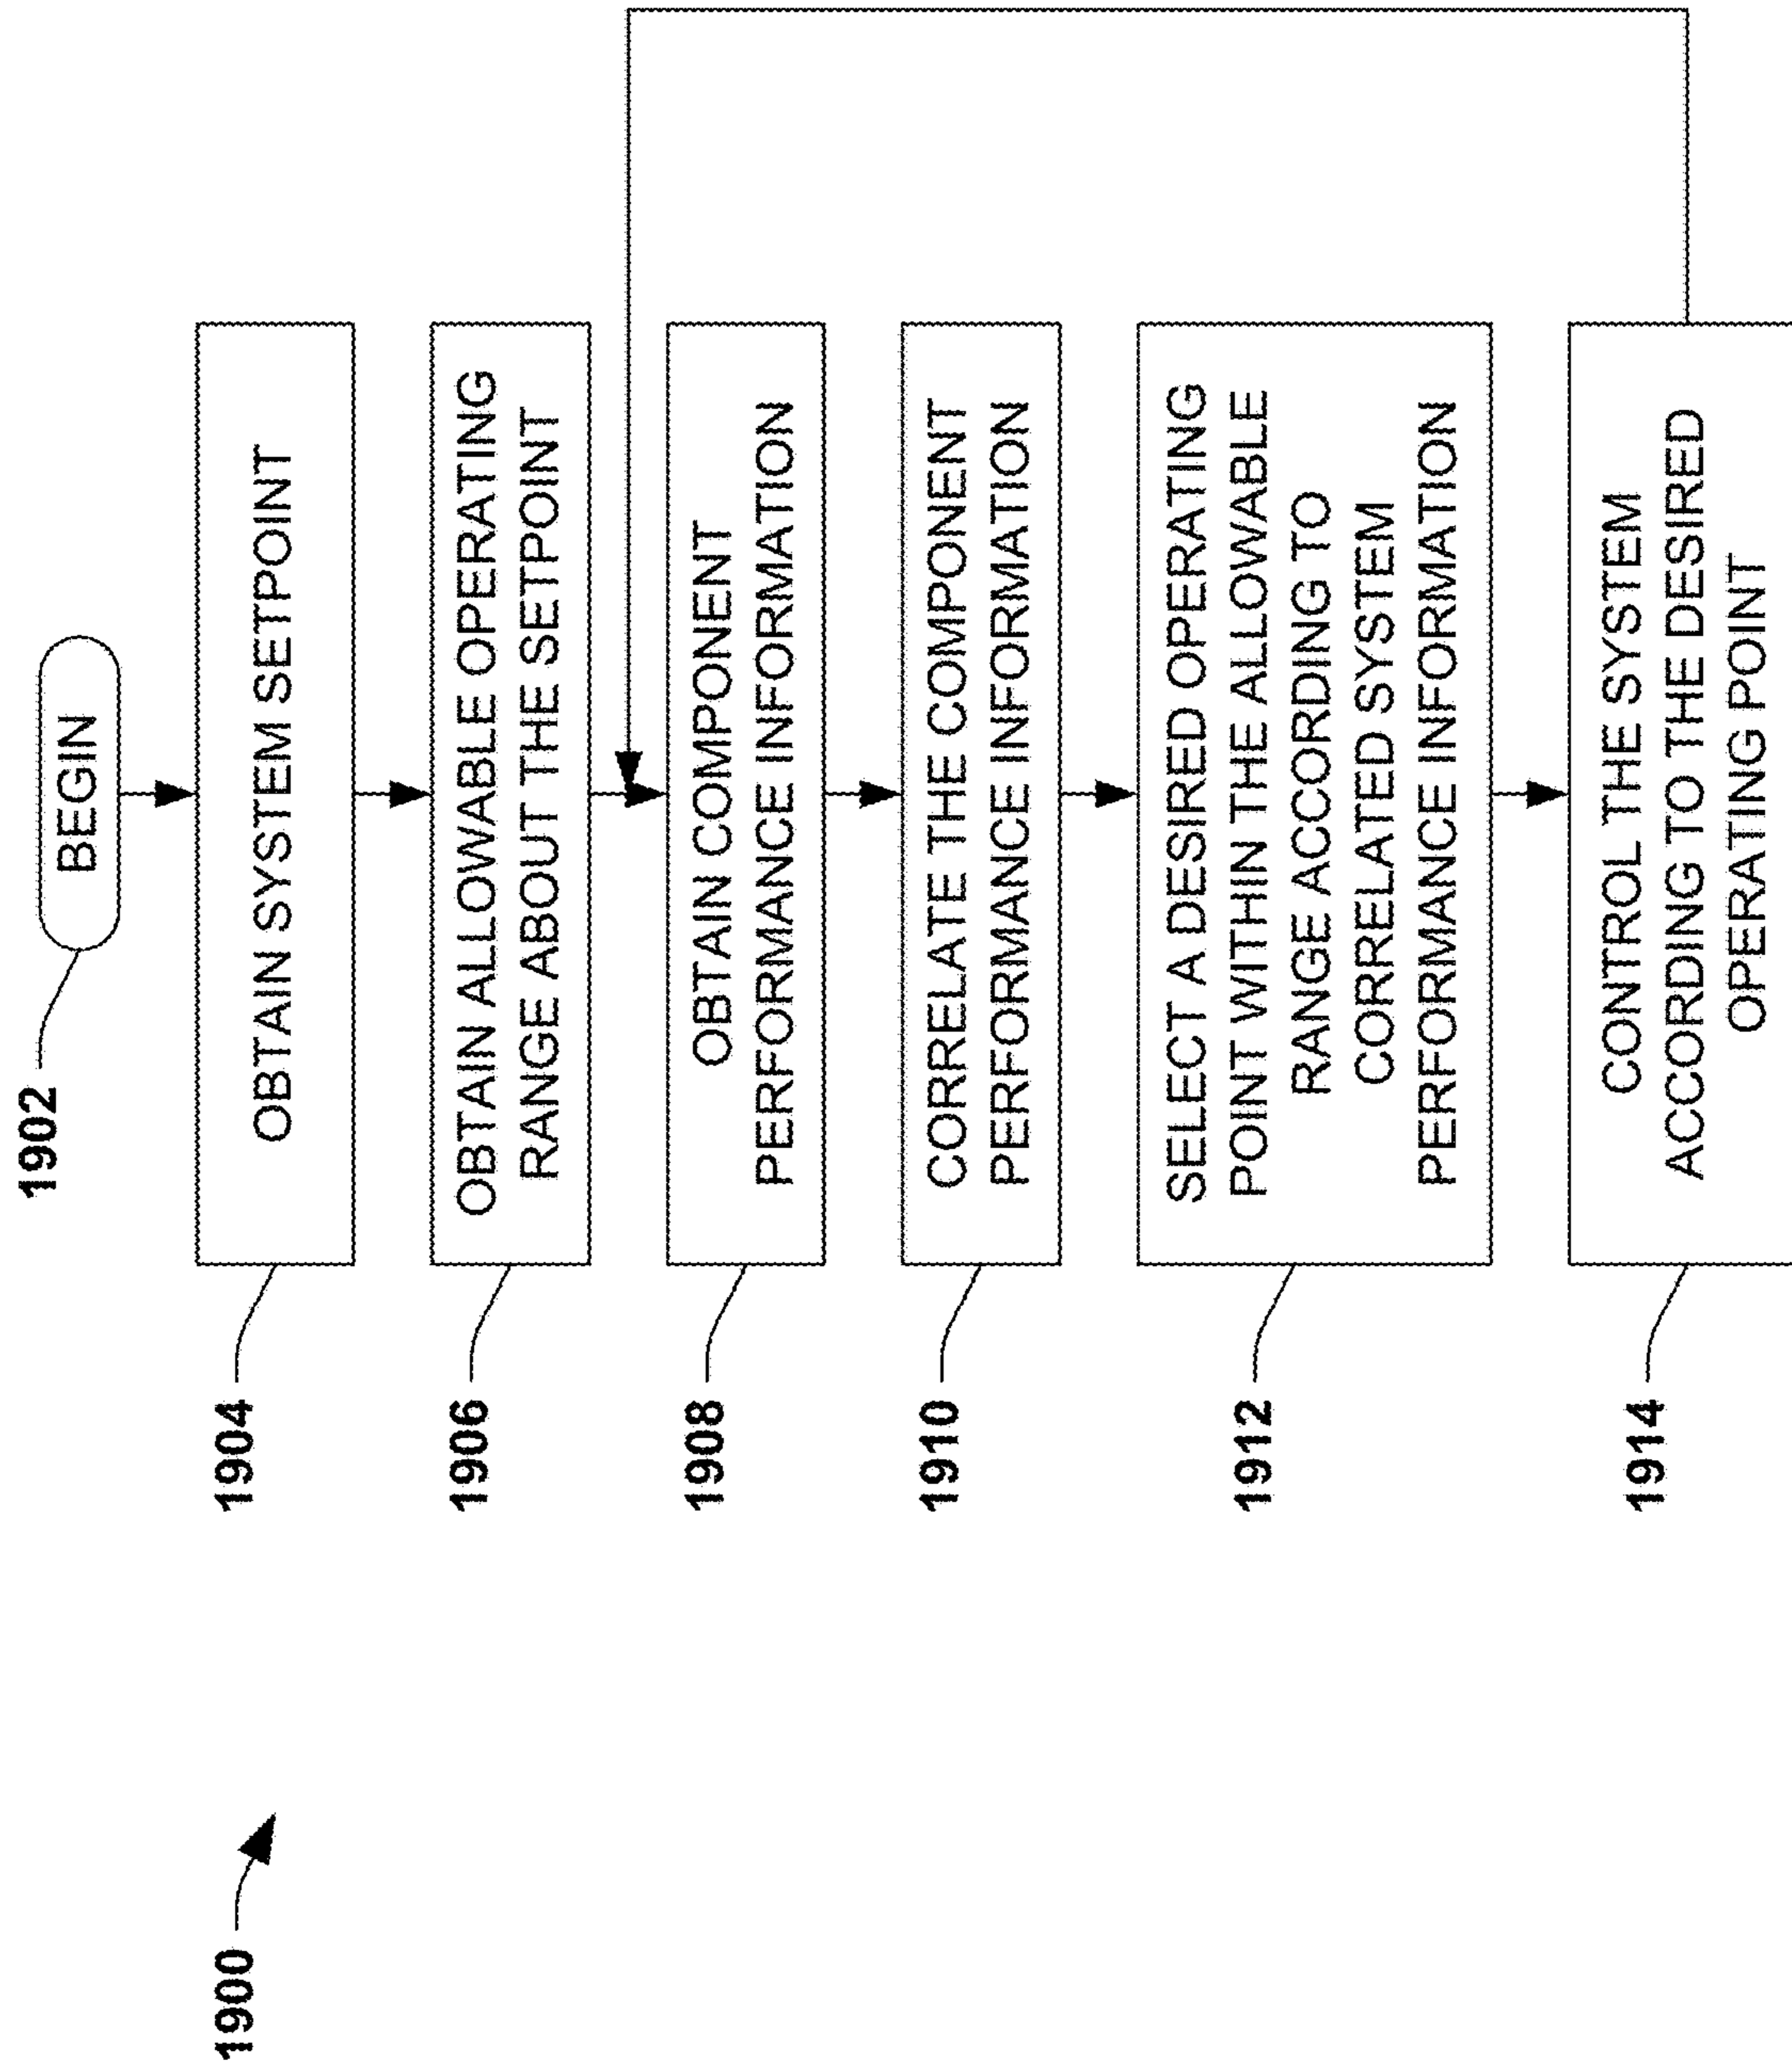 1900
1902
BEGIN
1904
OBTAIN SYSTEM SETPOINT
1906
OBTAIN ALLOWABLE OPERATING
RANGE ABOUT THE SETPOINT
1908
OBTAIN COMPONENT
PERFORMANCE INFORMATION
1910
CORRELATE THE COMPONENT
PERFORMANCE INFORMATION
1912
SELECT A DESIRED OPERATING
POINT WITHIN THE ALLOWABLE
RANGE ACCORDING TO
CORRELATED SYSTEM
PERFORMANCE INFORMATION
1914
CONTROL THE SYSTEM
ACCORDING TO THE DESIRED
OPERATING POINT